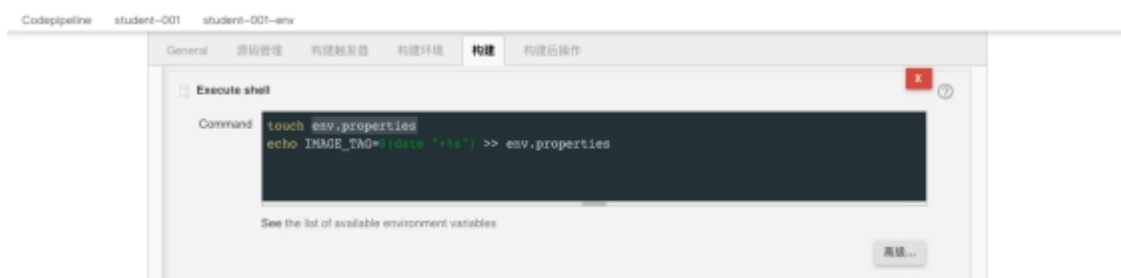 Codepipeline student-001 student-001-env
General 源码管理 构建触发器 构建环境 构建 构建后操作
X
Execute shell
Command
touch env.properties
echo IMAGE_TAG=$(date "+%s") >> env.properties
See the list of available environment variables
高级...